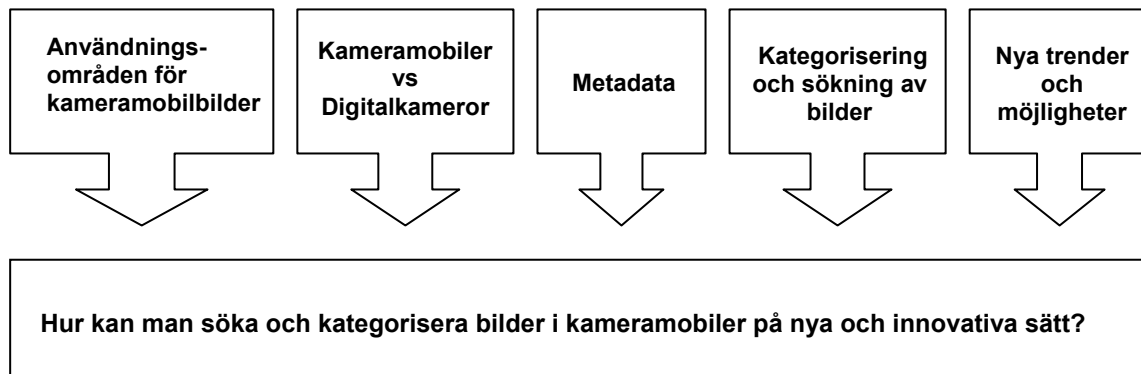 Användnings-
områden för
kameramobilbilder
Kameramobiler
vs
Digitalkameror
Metadata
Kategorisering
och sökning av
bilder
Nya trender
och
möjligheter
Hur kan man söka och kategorisera bilder i kameramobiler på nya och innovativa sätt?